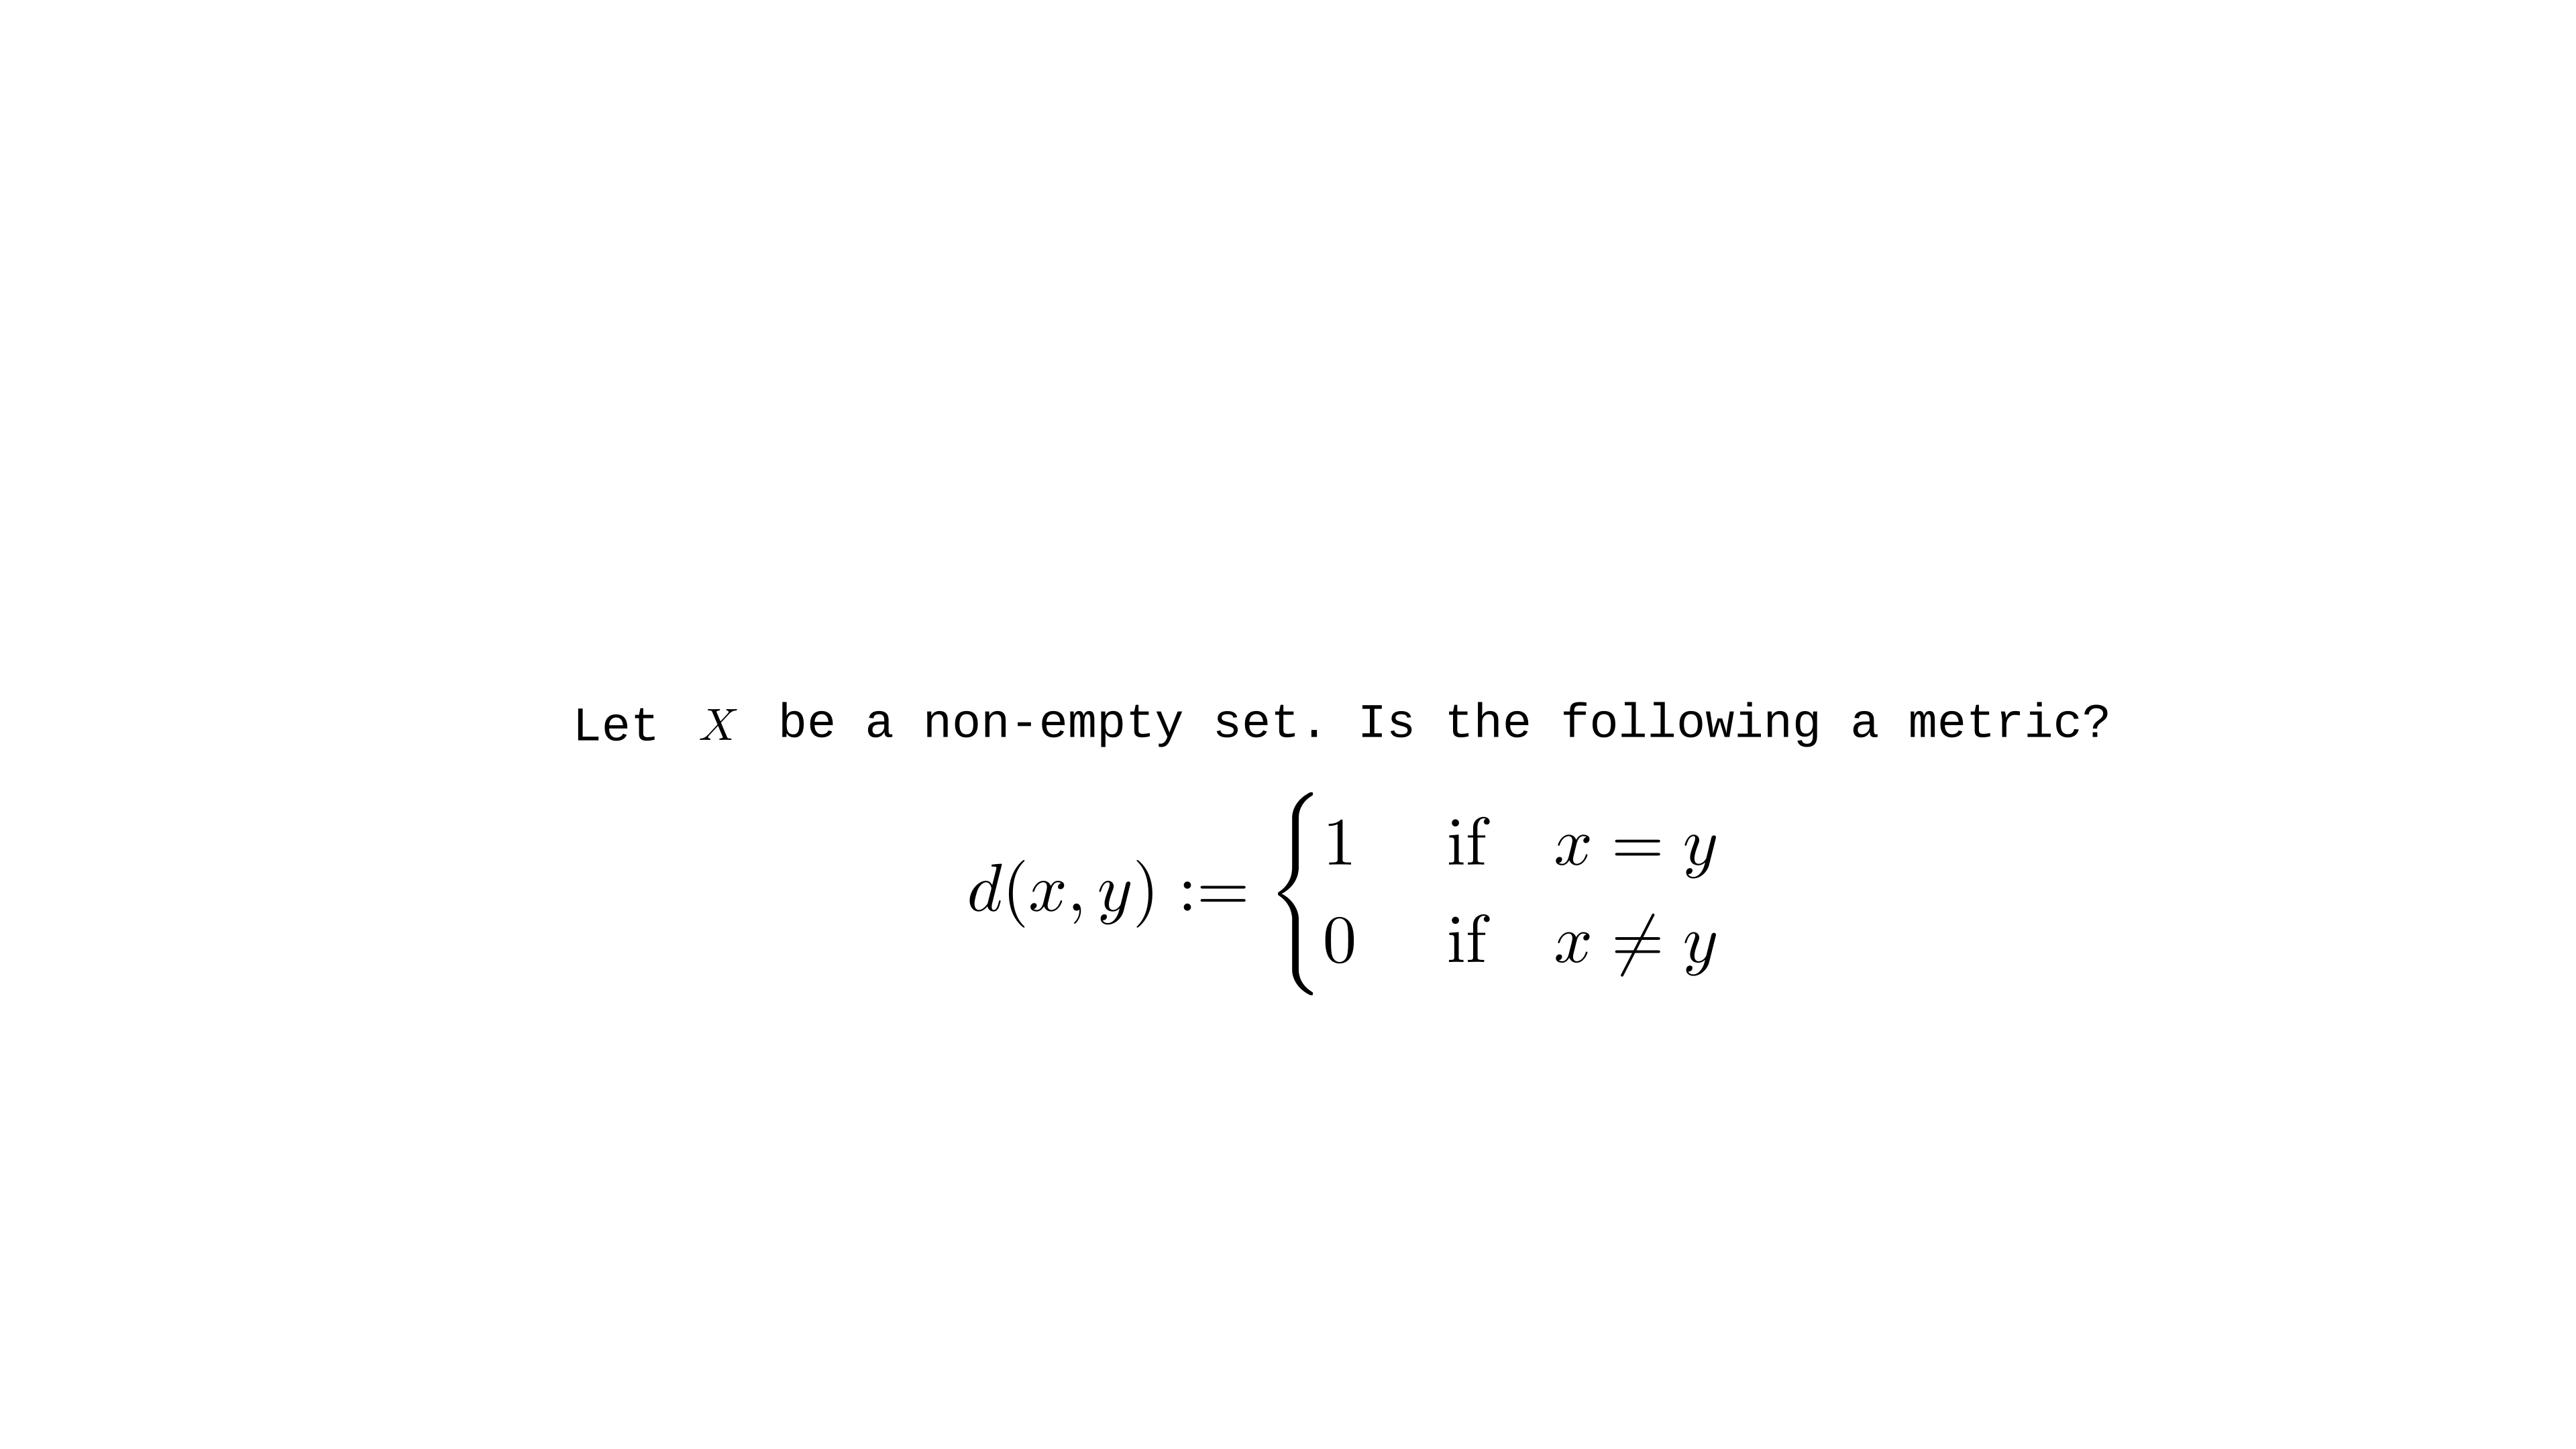 Let X be a non-empty set. Is the following a metric?
d(x, y) := { 1 if x = y
0 if x ≠ y